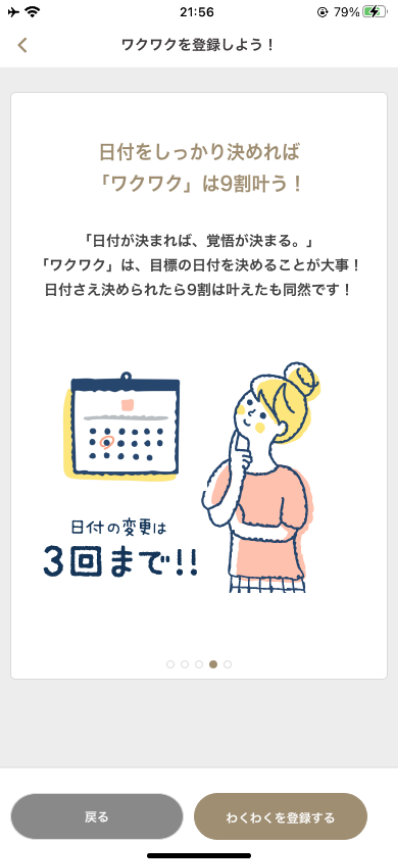 21:56
79%
ワクワクを登録しよう！
日付をしっかり決めれば
「ワクワク」は9割叶う！
「日付が決まれば、覚悟が決まる。」
「ワクワク」は、目標の日付を決めることが大事！
日付さえ決められたら9割は叶えたも同然です！
日付の変更は
3回まで!!
戻る
わくわくを登録する